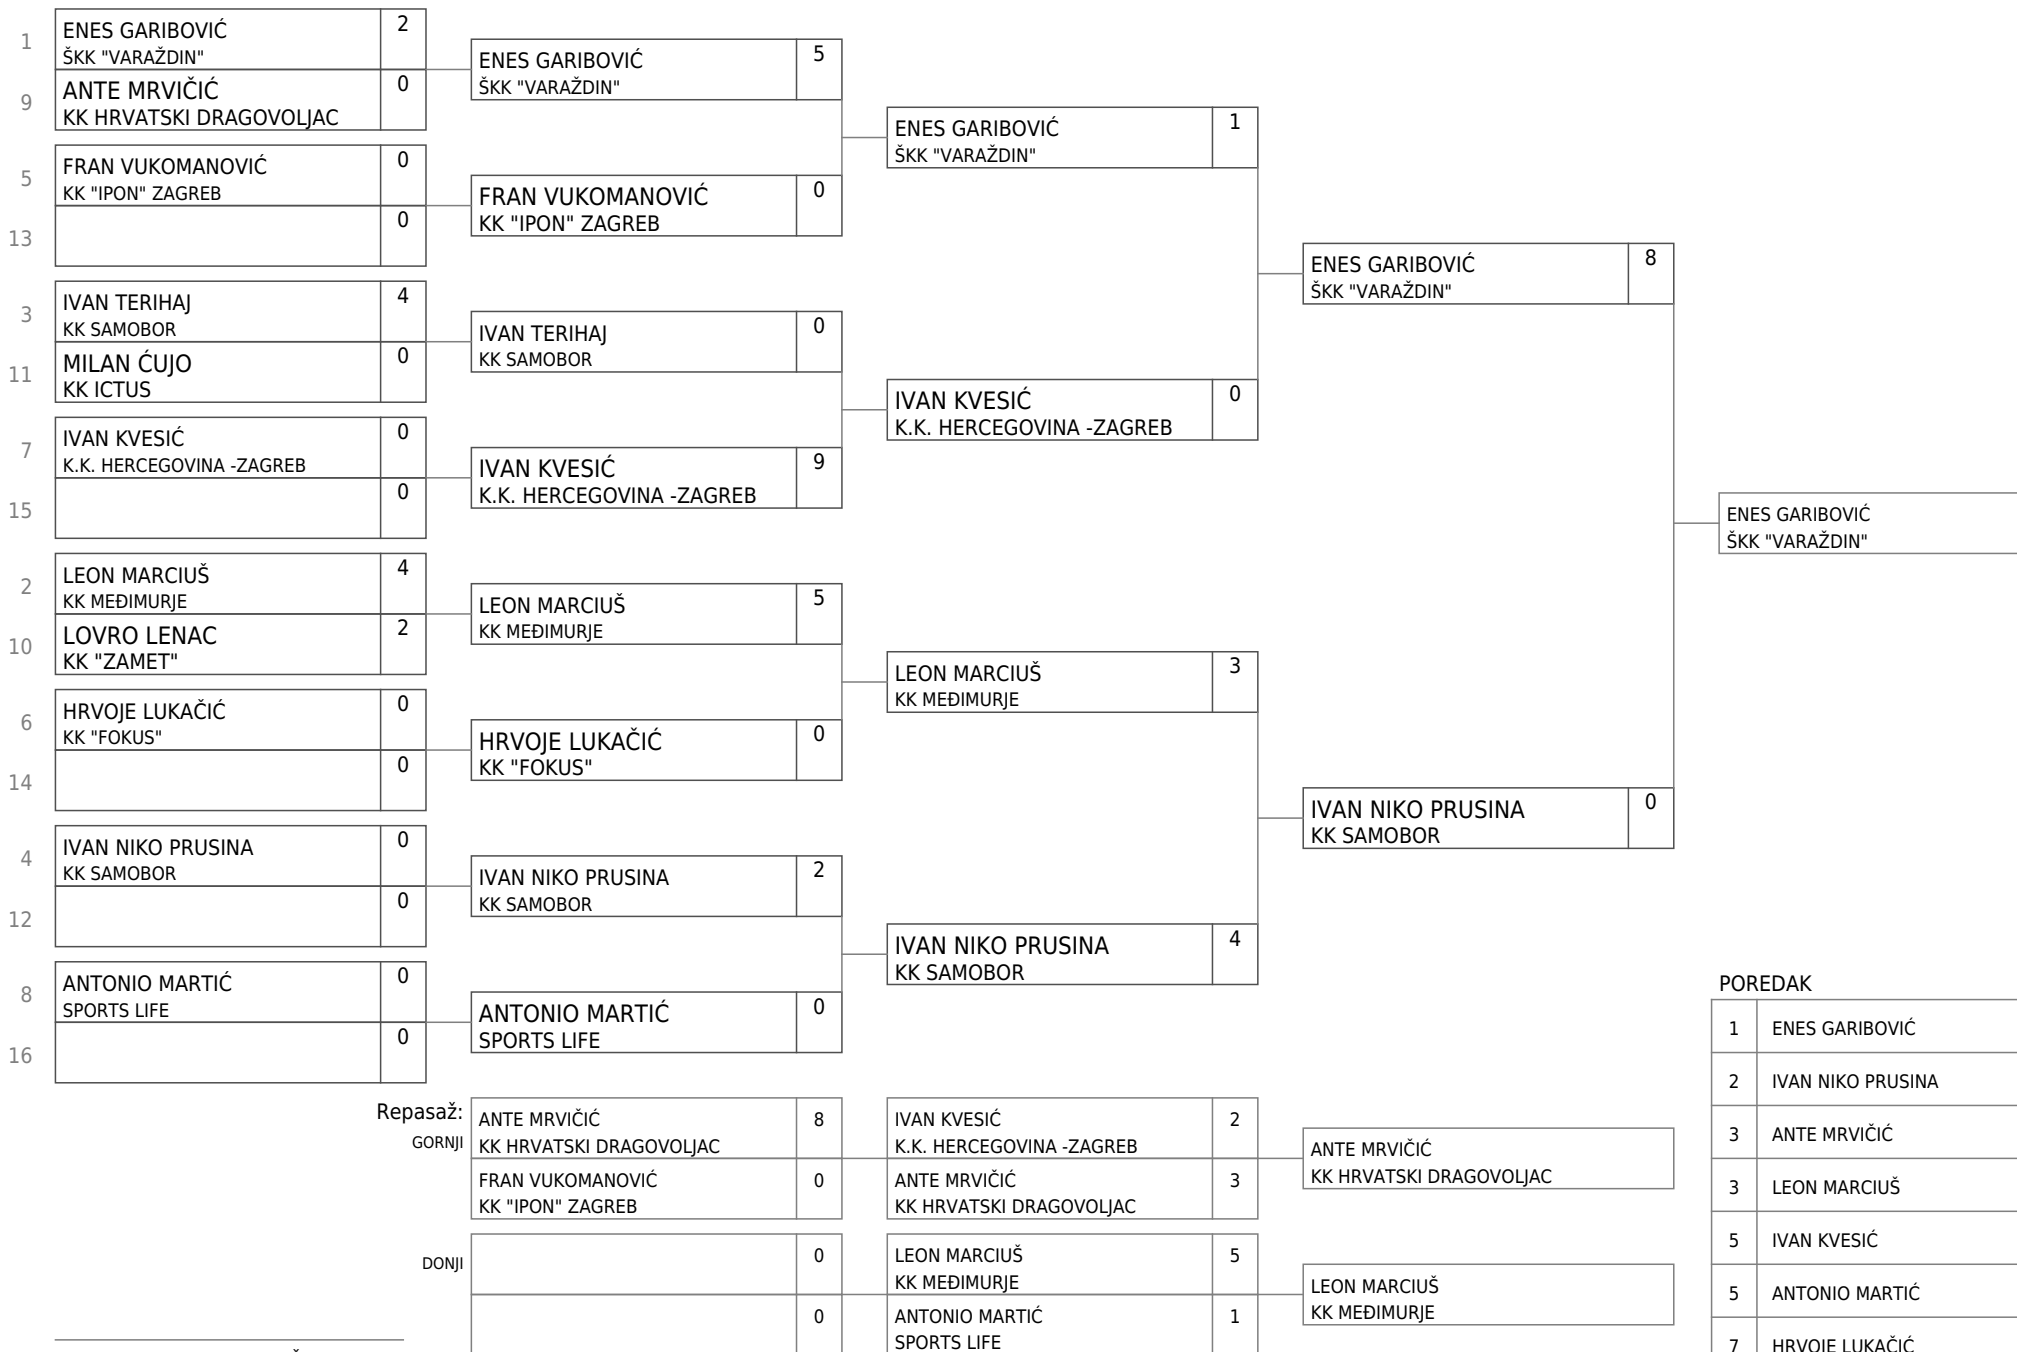 1
ENES GARIBOVIĆ
2
ŠKK "VARAŽDIN"
9
ANTE MRVIČIĆ
0
KK HRVATSKI DRAGOVOLJAC
5
FRAN VUKOMANOVIĆ
0
KK "IPON" ZAGREB
13
0
3
IVAN TERIHAJ
4
KK SAMOBOR
11
MILAN ĆUJO
0
KK ICTUS
7
IVAN KVESIĆ
0
K.K. HERCEGOVINA -ZAGREB
15
0
2
LEON MARCIUŠ
4
KK MEĐIMURJE
10
LOVRO LENAC
2
KK "ZAMET"
6
HRVOJE LUKAČIĆ
0
KK "FOKUS"
14
0
4
IVAN NIKO PRUSINA
0
KK SAMOBOR
12
0
8
ANTONIO MARTIĆ
0
SPORTS LIFE
16
0
ENES GARIBOVIĆ
5
ŠKK "VARAŽDIN"
FRAN VUKOMANOVIĆ
0
KK "IPON" ZAGREB
IVAN TERIHAJ
0
KK SAMOBOR
IVAN KVESIĆ
9
K.K. HERCEGOVINA -ZAGREB
LEON MARCIUŠ
5
KK MEĐIMURJE
HRVOJE LUKAČIĆ
0
KK "FOKUS"
IVAN NIKO PRUSINA
2
KK SAMOBOR
ANTONIO MARTIĆ
0
SPORTS LIFE
ENES GARIBOVIĆ
1
ŠKK "VARAŽDIN"
IVAN KVESIĆ
0
K.K. HERCEGOVINA -ZAGREB
LEON MARCIUŠ
3
KK MEĐIMURJE
IVAN NIKO PRUSINA
4
KK SAMOBOR
ENES GARIBOVIĆ
8
ŠKK "VARAŽDIN"
IVAN NIKO PRUSINA
0
KK SAMOBOR
ENES GARIBOVIĆ
ŠKK "VARAŽDIN"
Repasaž:
GORNJI
ANTE MRVIČIĆ
8
KK HRVATSKI DRAGOVOLJAC
FRAN VUKOMANOVIĆ
0
KK "IPON" ZAGREB
IVAN KVESIĆ
2
K.K. HERCEGOVINA -ZAGREB
ANTE MRVIČIĆ
3
KK HRVATSKI DRAGOVOLJAC
ANTE MRVIČIĆ
KK HRVATSKI DRAGOVOLJAC
DONJI
0
0
LEON MARCIUŠ
5
KK MEĐIMURJE
ANTONIO MARTIĆ
1
SPORTS LIFE
LEON MARCIUŠ
KK MEĐIMURJE
POREDAK
1 ENES GARIBOVIĆ
2 IVAN NIKO PRUSINA
3 ANTE MRVIČIĆ
3 LEON MARCIUŠ
5 IVAN KVESIĆ
5 ANTONIO MARTIĆ
7 HRVOJE LUKAČIĆ